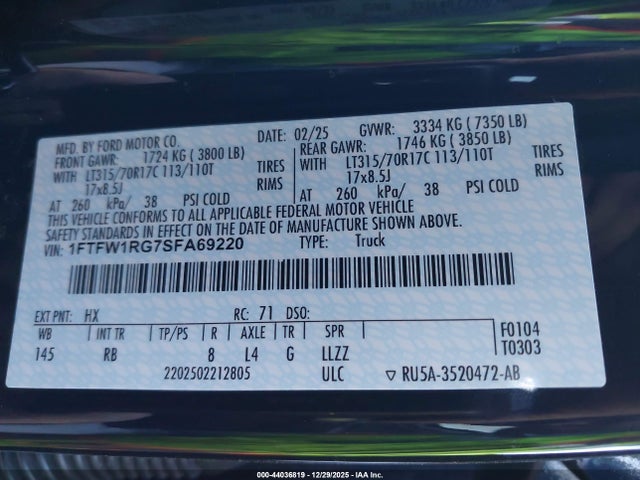 MFD. BY FORD MOTOR CO. DATE: 02/25 GVWR: 3334 KG ( 7350 LB)
FRONT GAWR: 1724 KG ( 3800 LB) REAR GAWR: 1746 KG ( 3850 LB)
WITH LT315/70R17C 113/110T TIRES WITH LT315/70R17C 113/110T TIRES
17x8.5J RIMS 17x8.5J RIMS
AT 260 kPa/ 38 PSI COLD AT 260 kPa/ 38 PSI COLD
THIS VEHICLE CONFORMS TO ALL APPLICABLE FEDERAL MOTOR VEHICLE
SAFETY STANDARDS IN EFFECT ON THE DATE OF MANUFACTURE SHOWN ABOVE.
VIN: 1FTFW1RG7SFA69220 TYPE: Truck
EXT PNT: HX RC: 71 DSO:
WB INT TR TP/PS R AXLE TR SPR F0104
145 RB 8 L4 G LLZZ T0303
2202502212805 ULC ▽ RU5A-3520472-AB
000-44036819 - 12/29/2025 - IAA Inc.